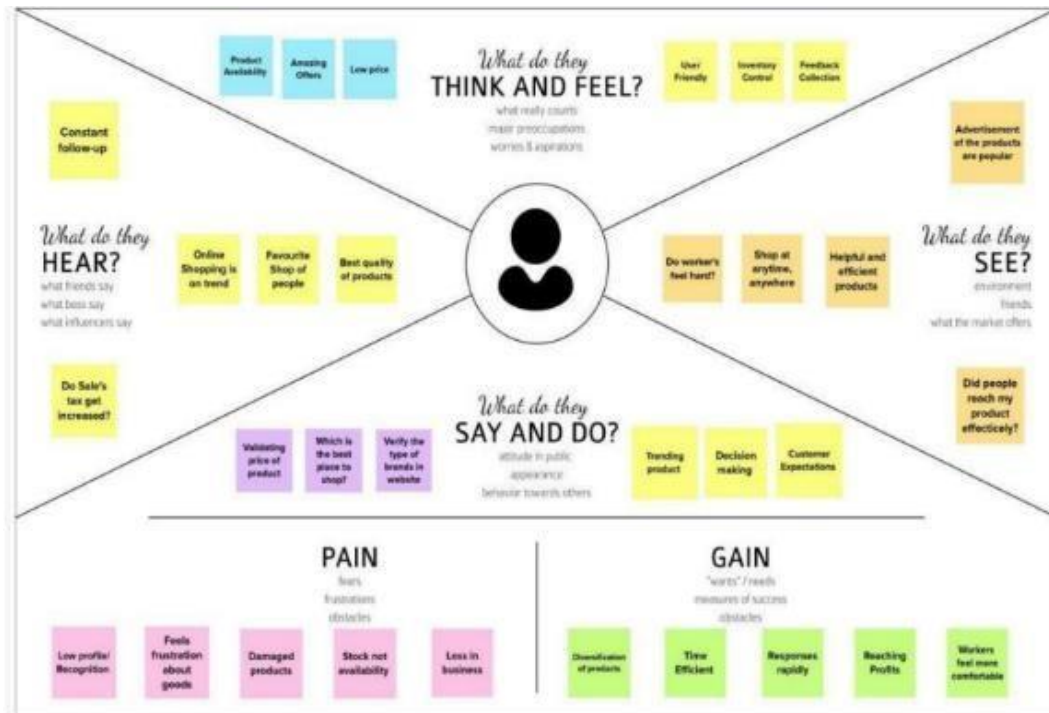 What do they
THINK AND FEEL?
what really counts
major preoccupations
worries & aspirations
Product
Availability
Amazing
Offers
Low price
User
Friendly
Inventory
Control
Feedback
Collection
Constant
follow-up
What do they
HEAR?
what friends say
what boss say
what influencers say
Online
Shopping is
on trend
Favourite
Shop of
people
Best quality
of products
Do Sale's
tax get
increased?
Advertisement
of the products
are popular
What do they
SEE?
environment
friends
what the market offers
Do worker's
feel hard?
Shop at
anytime,
anywhere
Helpful and
efficient
products
Did people
reach my
product
effecticely?
What do they
SAY AND DO?
attitude in public
appearance
behavior towards others
Validating
price of
product
Which is
the best
place to
shop?
Verify the
type of
brands in
website
Trending
product
Decision
making
Customer
Expectations
PAIN
fears
frustrations
obstacles
Low profile/
Recognition
Feels
frustration
about
goods
Damaged
products
Stock not
availability
Loss in
business
GAIN
"wants" / needs
measures of success
obstacles
Diversification
of products
Time
Efficient
Responses
rapidly
Reaching
Profits
Workers
feel more
comfortable